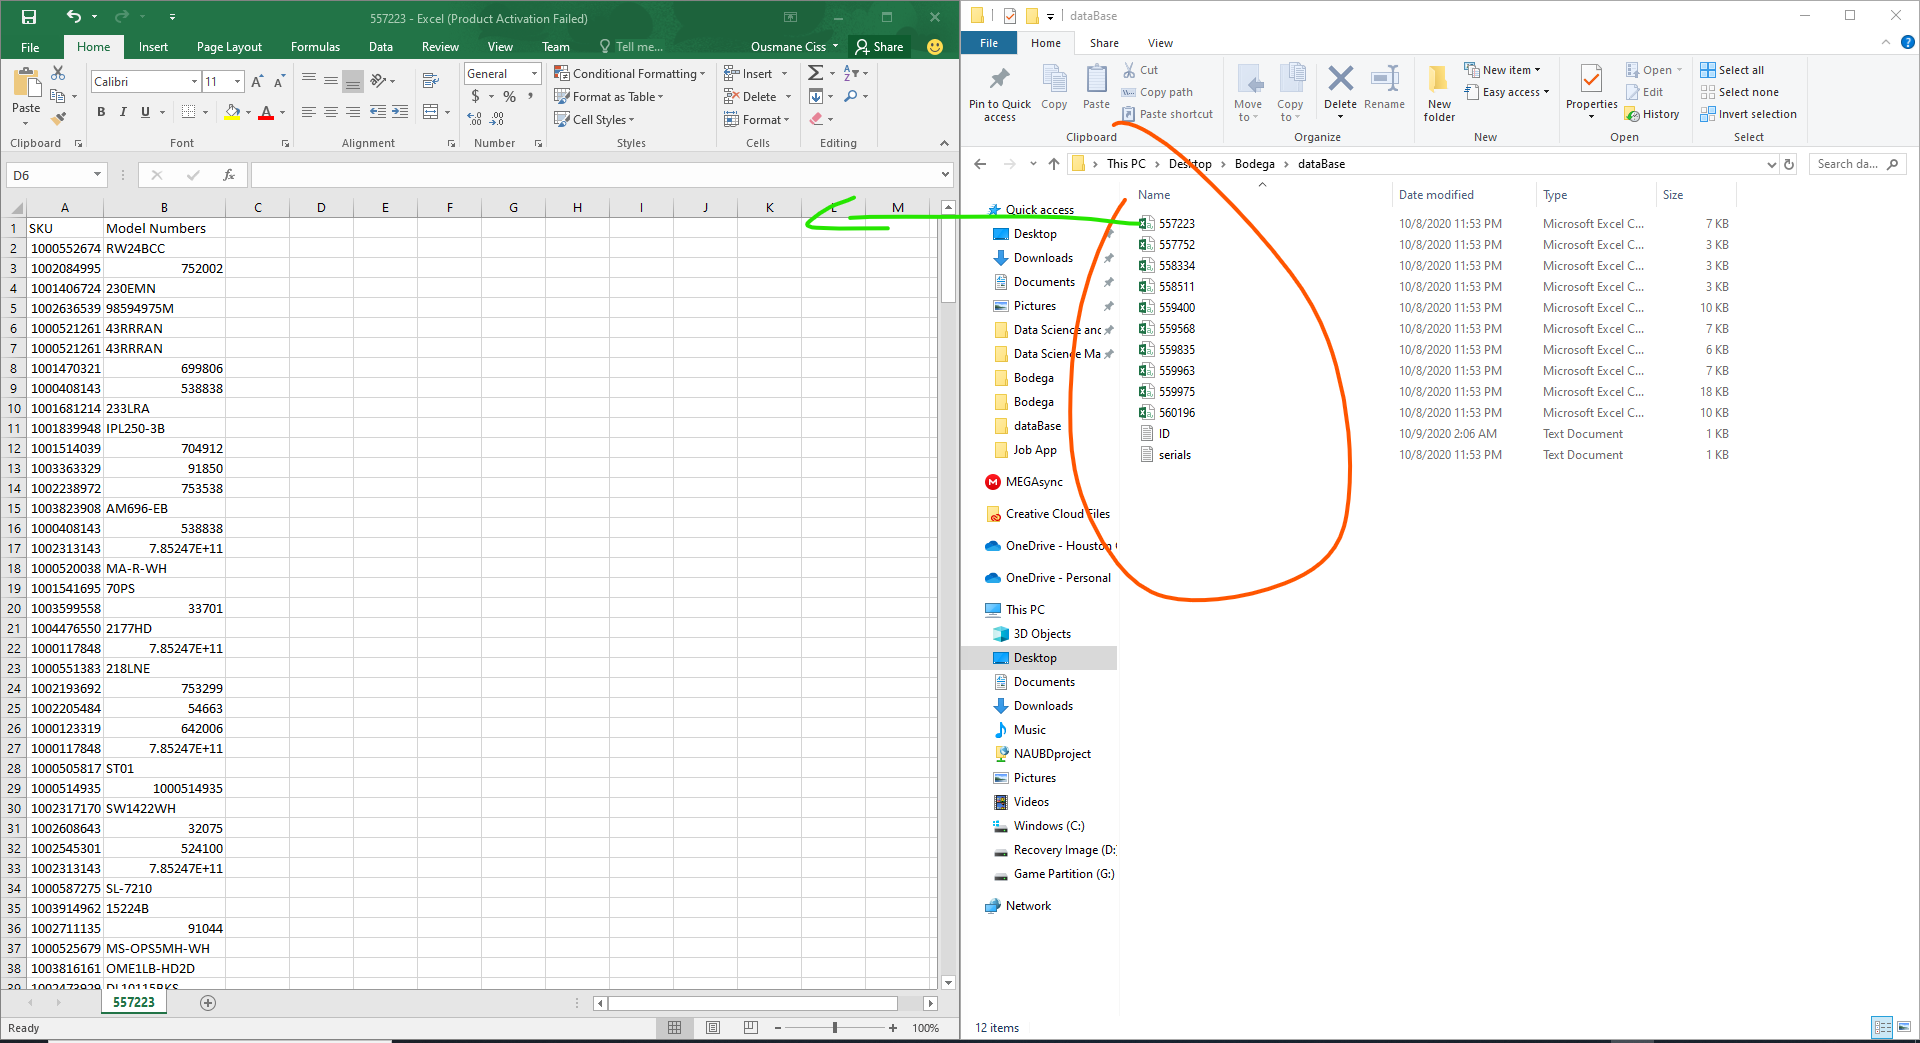 557223 - Excel (Product Activation Failed)
File Home Insert Page Layout Formulas Data Review View Team Tell me... Ousmane Ciss Share
Paste
Calibri 11
B I U
General
$ % ,
Conditional Formatting
Format as Table
Cell Styles
Insert
Delete
Format
Clipboard Font Alignment Number Styles Cells Editing
D6 fx
A B C D E F G H I J K L M
1 SKU Model Numbers
2 1000552674 RW24BCC
3 1002084995 752002
4 1001406724 230EMN
5 1002636539 98594975M
6 1000521261 43RRRAN
7 1000521261 43RRRAN
8 1001470321 699806
9 1000408143 538838
10 1001681214 233LRA
11 1001839948 IPL250-3B
12 1001514039 704912
13 1003363329 91850
14 1002238972 753538
15 1003823908 AM696-EB
16 1000408143 538838
17 1002313143 7.85247E+11
18 1000520038 MA-R-WH
19 1001541695 70PS
20 1003599558 33701
21 1004476550 2177HD
22 1000117848 7.85247E+11
23 1000551383 218LNE
24 1002193692 753299
25 1002205484 54663
26 1000123319 642006
27 1000117848 7.85247E+11
28 1000505817 ST01
29 1000514935 1000514935
30 1002317170 SW1422WH
31 1002608643 32075
32 1002545301 524100
33 1002313143 7.85247E+11
34 1000587275 SL-7210
35 1003914962 15224B
36 1002711135 91044
37 1000525679 MS-OPS5MH-WH
38 1003816161 OME1LB-HD2D
557223
Ready 100%
dataBase
File Home Share View
Pin to Quick access
Copy
Paste
Cut
Copy path
Paste shortcut
Move to
Copy to
Delete
Rename
New folder
New item
Easy access
Properties
Open
Edit
History
Select all
Select none
Invert selection
Clipboard Organize New Open Select
This PC > Desktop > Bodega > dataBase
Search da...
Name Date modified Type Size
Quick access
Desktop
Downloads
Documents
Pictures
Data Science anc
Data Science Ma
Bodega
Bodega
dataBase
Job App
MEGAsync
Creative Cloud Files
OneDrive - Houston
OneDrive - Personal
This PC
3D Objects
Desktop
Documents
Downloads
Music
NAUBDproject
Pictures
Videos
Windows (C:)
Recovery Image (D:
Game Partition (G:)
Network
557223 10/8/2020 11:53 PM Microsoft Excel C... 7 KB
557752 10/8/2020 11:53 PM Microsoft Excel C... 3 KB
558334 10/8/2020 11:53 PM Microsoft Excel C... 3 KB
558511 10/8/2020 11:53 PM Microsoft Excel C... 3 KB
559400 10/8/2020 11:53 PM Microsoft Excel C... 10 KB
559568 10/8/2020 11:53 PM Microsoft Excel C... 7 KB
559835 10/8/2020 11:53 PM Microsoft Excel C... 6 KB
559963 10/8/2020 11:53 PM Microsoft Excel C... 7 KB
559975 10/8/2020 11:53 PM Microsoft Excel C... 18 KB
560196 10/8/2020 11:53 PM Microsoft Excel C... 10 KB
ID 10/9/2020 2:06 AM Text Document 1 KB
serials 10/8/2020 11:53 PM Text Document 1 KB
12 items